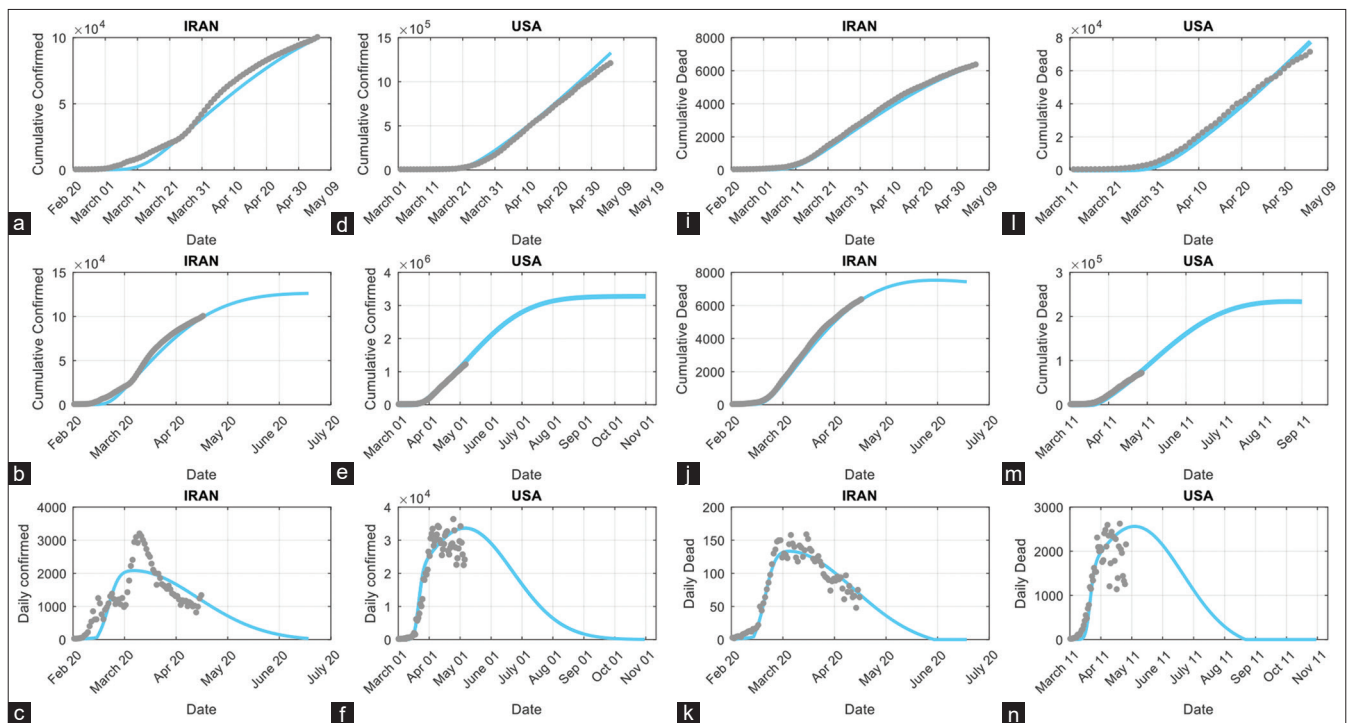 IRAN
×10^4
Cumulative Confirmed
10
5
0
Feb 20
March 01
March 11
March 21
March 31
Apr 10
Apr 20
Apr 30
May 09
Date
a
USA
×10^5
Cumulative Confirmed
15
10
5
0
March 01
March 11
March 21
March 31
Apr 10
Apr 20
Apr 30
May 09
May 19
Date
d
IRAN
Cumulative Dead
8000
6000
4000
2000
0
Feb 20
March 01
March 11
March 21
March 31
Apr 10
Apr 20
Apr 30
May 09
Date
i
USA
×10^4
Cumulative Dead
8
6
4
2
0
March 11
March 21
March 31
Apr 10
Apr 20
Apr 30
May 09
Date
l
IRAN
×10^4
Cumulative Confirmed
15
10
5
0
Feb 20
March 20
Apr 20
May 20
June 20
July 20
Date
b
USA
×10^6
Cumulative Confirmed
4
3
2
1
0
March 01
Apr 01
May 01
June 01
July 01
Aug 01
Sep 01
Oct 01
Nov 01
Date
e
IRAN
Cumulative Dead
8000
6000
4000
2000
0
Feb 20
March 20
Apr 20
May 20
June 20
July 20
Date
j
USA
×10^5
Cumulative Dead
3
2
1
0
March 11
Apr 11
May 11
June 11
July 11
Aug 11
Sep 11
Date
m
IRAN
Daily confirmed
4000
3000
2000
1000
0
Feb 20
March 20
Apr 20
May 20
June 20
July 20
Date
c
USA
×10^4
Daily confirmed
4
3
2
1
0
March 01
Apr 01
May 01
June 01
July 01
Aug 01
Sep 01
Oct 01
Nov 01
Date
f
IRAN
Daily Dead
200
150
100
50
0
Feb 20
March 20
Apr 20
May 20
June 20
July 20
Date
k
USA
Daily Dead
3000
2000
1000
0
March 11
Apr 11
May 11
June 11
July 11
Aug 11
Sep 11
Oct 11
Nov 11
Date
n